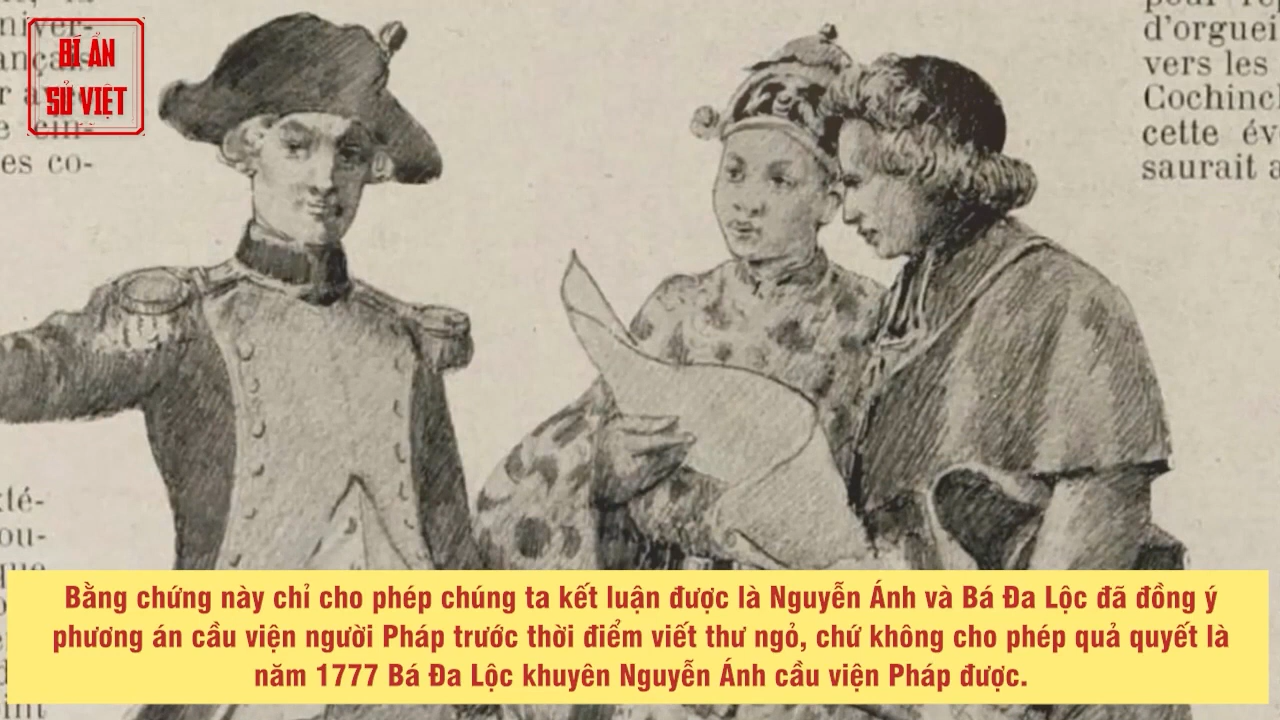 BÍ ẨN
SỬ VIỆT
niver-
es co-
d'orguei
vers les
Cochincl
cette év
saurait a
Bằng chứng này chỉ cho phép chúng ta kết luận được là Nguyễn Ánh và Bá Đa Lộc đã đồng ý
phương án cầu viện người Pháp trước thời điểm viết thư ngỏ, chứ không cho phép quả quyết là
năm 1777 Bá Đa Lộc khuyên Nguyễn Ánh cầu viện Pháp được.